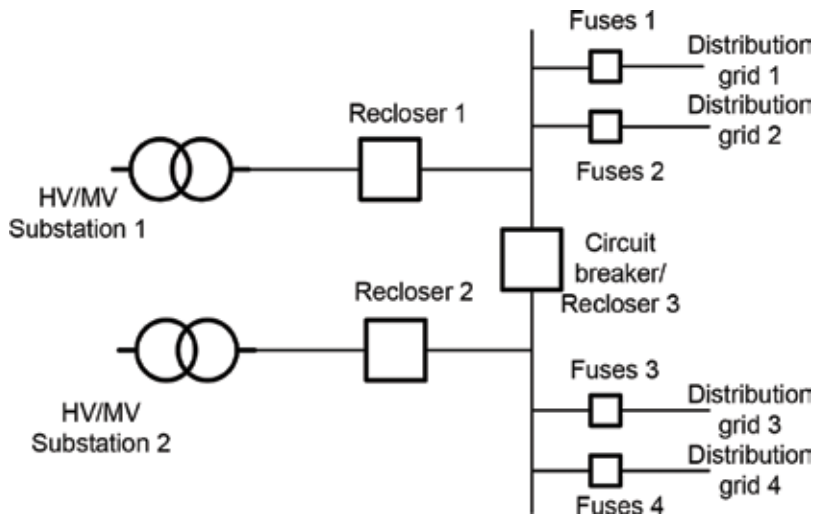 Fuses 1
Distribution
grid 1
Recloser 1
Distribution
grid 2
Fuses 2
HV/MV
Substation 1
Circuit
breaker/
Recloser 3
Recloser 2
Fuses 3
Distribution
grid 3
HV/MV
Substation 2
Distribution
grid 4
Fuses 4